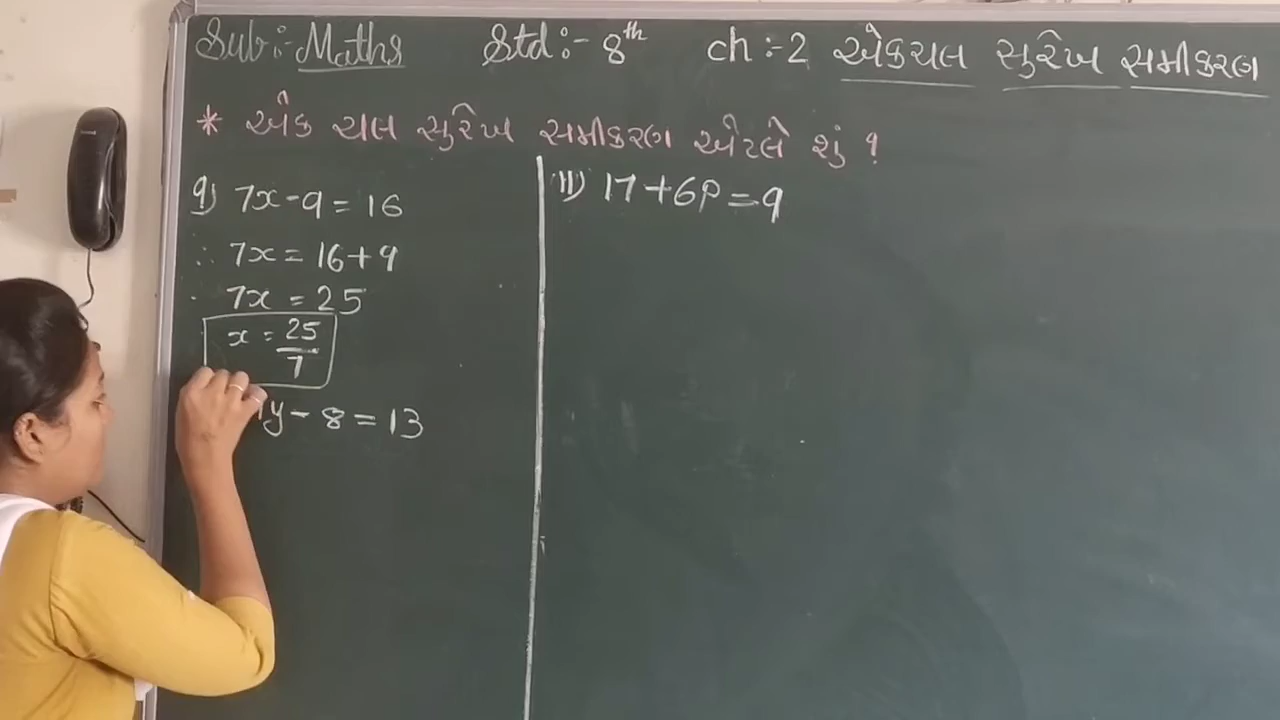 Sub:- Maths Std:- 8th ch:-2 એકચલ સુરેખ સમીકરણ
* એક ચલ સુરેખ સમીકરણ એટલે શું ?
9) 7x - 9 = 16
∴ 7x = 16 + 9
7x = 25
x = 25/7
y - 8 = 13
11) 17 + 6P = 9